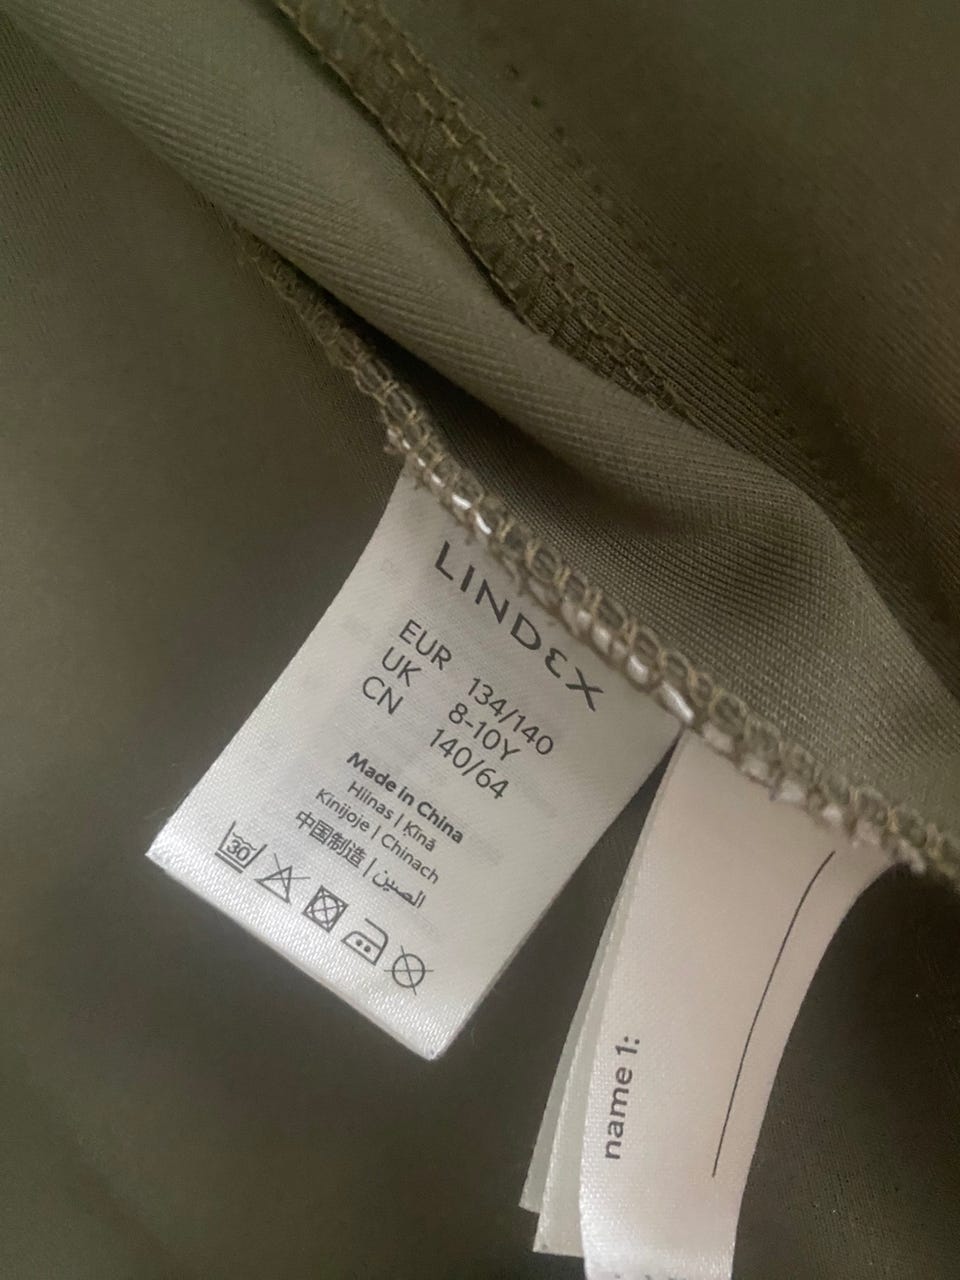 LINDEX
EUR 134/140
UK 8-10Y
CN 140/64
Made in China
Hiinas | Ķīnā
Kinijoje | Chinach
中国制造 | الصين
30
name 1: